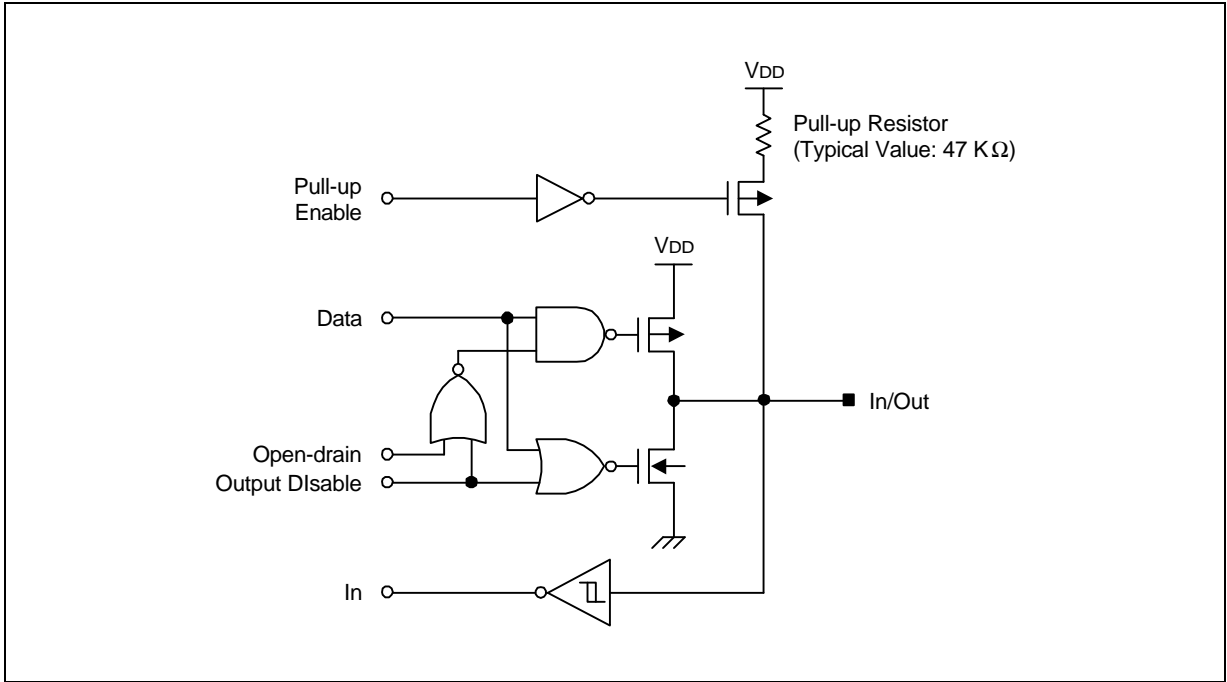 VDD
Pull-up Resistor
(Typical Value: 47 KΩ)
Pull-up
Enable
VDD
Data
In/Out
Open-drain
Output DIsable
In